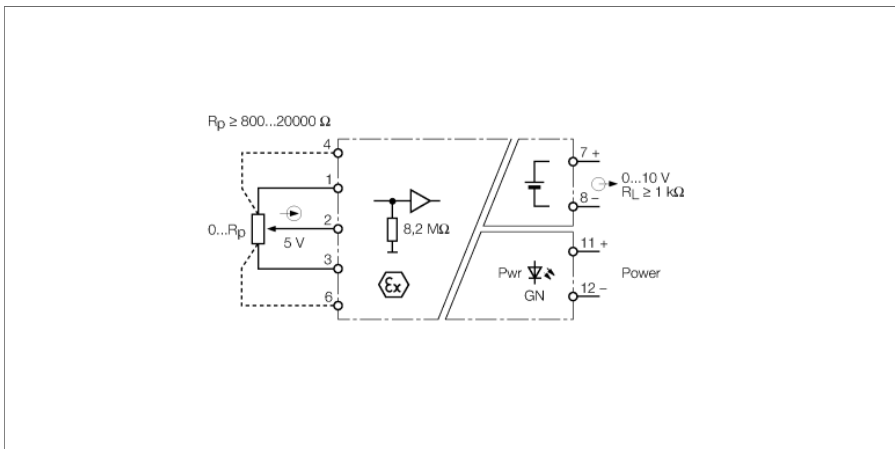 Rp ≥ 800...20000 Ω
4
1
2
3
6
0...Rp
5 V
8,2 MΩ
Ex
7 +
8 –
0...10 V
RL ≥ 1 kΩ
11 +
12 –
Pwr
GN
Power